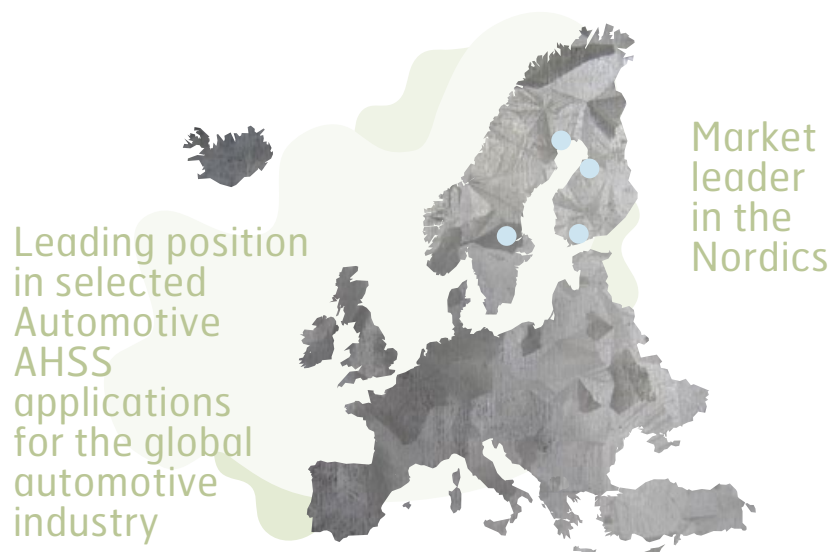 Leading position
in selected
Automotive
AHSS
applications
for the global
automotive
industry
Market
leader
in the
Nordics